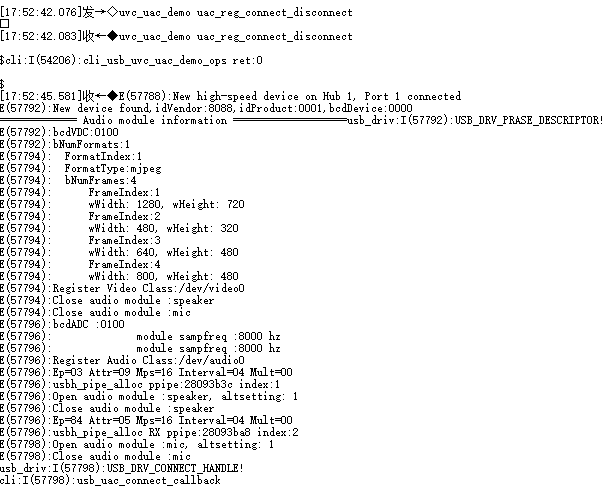 [17:52:42.076]发→◇uvc_uac_demo uac_reg_connect_disconnect
□
[17:52:42.083]收←◆uvc_uac_demo uac_reg_connect_disconnect

$cli:I(54206):cli_usb_uvc_uac_demo_ops ret:0

$
[17:52:45.581]收←◆E(57788):New high-speed device on Hub 1, Port 1 connected
E(57792):New device found,idVendor:8088,idProduct:0001,bcdDevice:0000
============= Audio module information ===================usb_driv:I(57792):USB_DRV_PRASE_DESCRIPTOR!
E(57792):bcdVDC:0100
E(57792):bNumFormats:1
E(57794):  FormatIndex:1
E(57794):  FormatType:mjpeg
E(57794):  bNumFrames:4
E(57794):      FrameIndex:1
E(57794):      wWidth: 1280, wHeight: 720
E(57794):      FrameIndex:2
E(57794):      wWidth: 480, wHeight: 320
E(57794):      FrameIndex:3
E(57794):      wWidth: 640, wHeight: 480
E(57794):      FrameIndex:4
E(57794):      wWidth: 800, wHeight: 480
E(57794):Register Video Class:/dev/video0
E(57794):Close audio module :speaker
E(57794):Close audio module :mic
E(57796):bcdADC :0100
E(57796):              module sampfreq :8000 hz
E(57796):              module sampfreq :8000 hz
E(57796):Register Audio Class:/dev/audio0
E(57796):Ep=03 Attr=09 Mps=16 Interval=04 Mult=00
E(57796):usbh_pipe_alloc ppipe:28093b3c index:1
E(57796):Open audio module :speaker, altsetting: 1
E(57796):Close audio module :speaker
E(57796):Ep=84 Attr=05 Mps=16 Interval=04 Mult=00
E(57796):usbh_pipe_alloc RX ppipe:28093ba8 index:2
E(57798):Open audio module :mic, altsetting: 1
E(57798):Close audio module :mic
usb_driv:I(57798):USB_DRV_CONNECT_HANDLE!
cli:I(57798):usb_uac_connect_callback